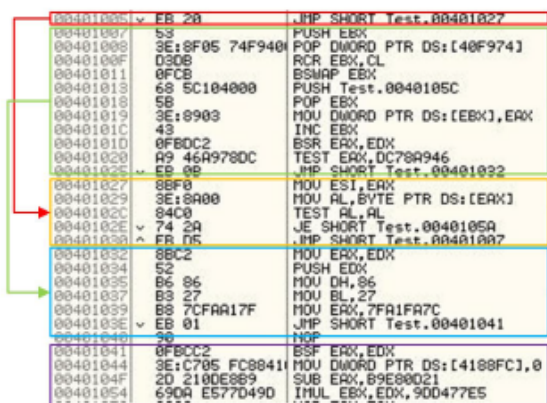 00401005 ˅ EB 20 JMP SHORT Test.00401027
00401007 53 PUSH EBX
00401008 3E:8F05 74F940 POP DWORD PTR DS:[40F974]
0040100F D3DB RCR EBX,CL
00401011 0FCB BSWAP EBX
00401013 68 5C104000 PUSH Test.0040105C
00401018 5B POP EBX
00401019 3E:8903 MOV DWORD PTR DS:[EBX],EAX
0040101C 43 INC EBX
0040101D 0FBDC2 BSR EAX,EDX
00401020 A9 46A978DC TEST EAX,DC78A946
00401025 ˅ EB 0B JMP SHORT Test.00401032
00401027 8BF0 MOV ESI,EAX
00401029 3E:8A00 MOV AL,BYTE PTR DS:[EAX]
0040102C 84C0 TEST AL,AL
0040102E ˅ 74 2A JE SHORT Test.0040105A
00401030 ^ EB D5 JMP SHORT Test.00401007
00401032 8BC2 MOV EAX,EDX
00401034 52 PUSH EDX
00401035 B6 86 MOV DH,86
00401037 B3 27 MOV BL,27
00401039 B8 7CFAA17F MOV EAX,7FA1FA7C
0040103E ˅ EB 01 JMP SHORT Test.00401041
00401040 90 NOP
00401041 0FBCC2 BSF EAX,EDX
00401044 3E:C705 FC8841 MOV DWORD PTR DS:[4188FC],0
0040104F 2D 210DE8B9 SUB EAX,B9E80D21
00401054 69DA E577D49D IMUL EBX,EDX,9DD477E5